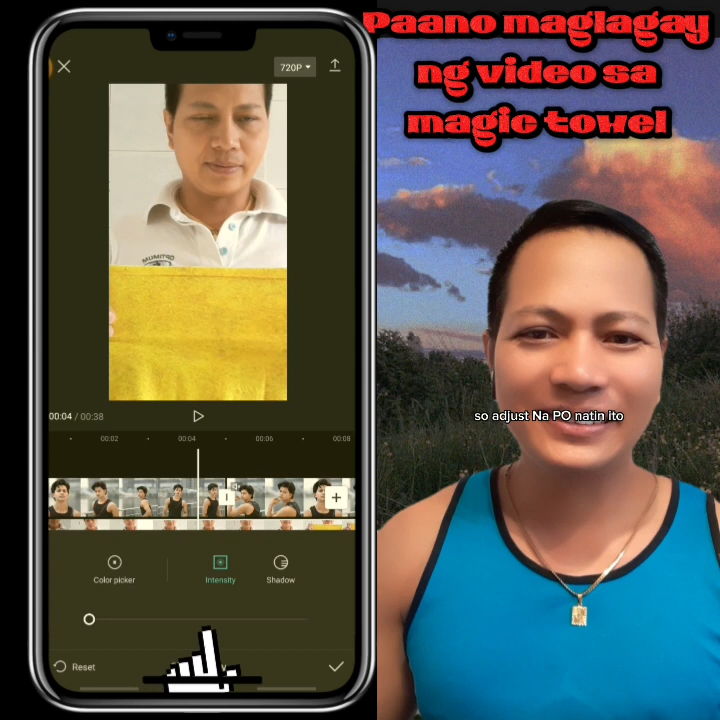 Paano maglagay
ng video sa
magic towel
720P
OPTIMUM
so adjust Na PO natin ito
00:04 / 00:38
00:02
00:04
00:06
00:08
Color picker
Intensity
Shadow
Reset